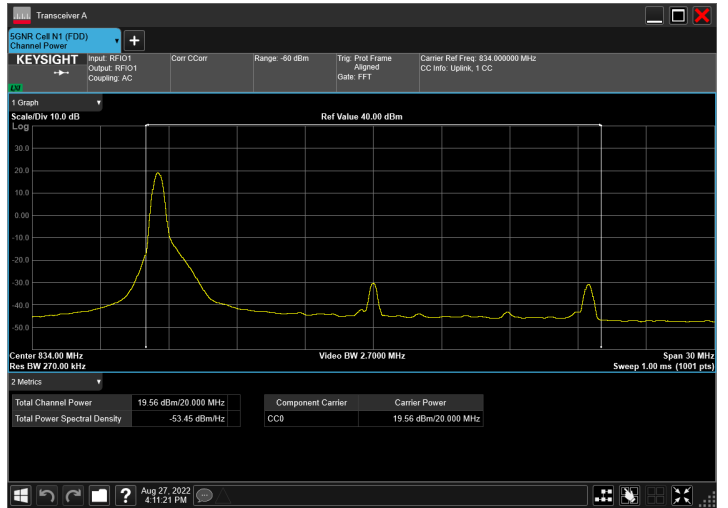 Transceiver A
5GNR Cell N1 (FDD)
Channel Power
KEYSIGHT
Input: RFIO1
Output: RFIO1
Coupling: AC
Corr CCorr
Range: -60 dBm
Trig: Prot Frame
Aligned
Gate: FFT
Carrier Ref Freq: 834.000000 MHz
CC Info: Uplink, 1 CC
LXI
1 Graph
Scale/Div 10.0 dB
Ref Value 40.00 dBm
Log
30.0
20.0
10.0
0.00
-10.0
-20.0
-30.0
-40.0
-50.0
Center 834.00 MHz
Video BW 2.7000 MHz
Span 30 MHz
Res BW 270.00 kHz
Sweep 1.00 ms (1001 pts)
2 Metrics
Total Channel Power 19.56 dBm/20.000 MHz
Total Power Spectral Density -53.45 dBm/Hz
Component Carrier Carrier Power
CC0 19.56 dBm/20.000 MHz
?
Aug 27, 2022
4:11:21 PM